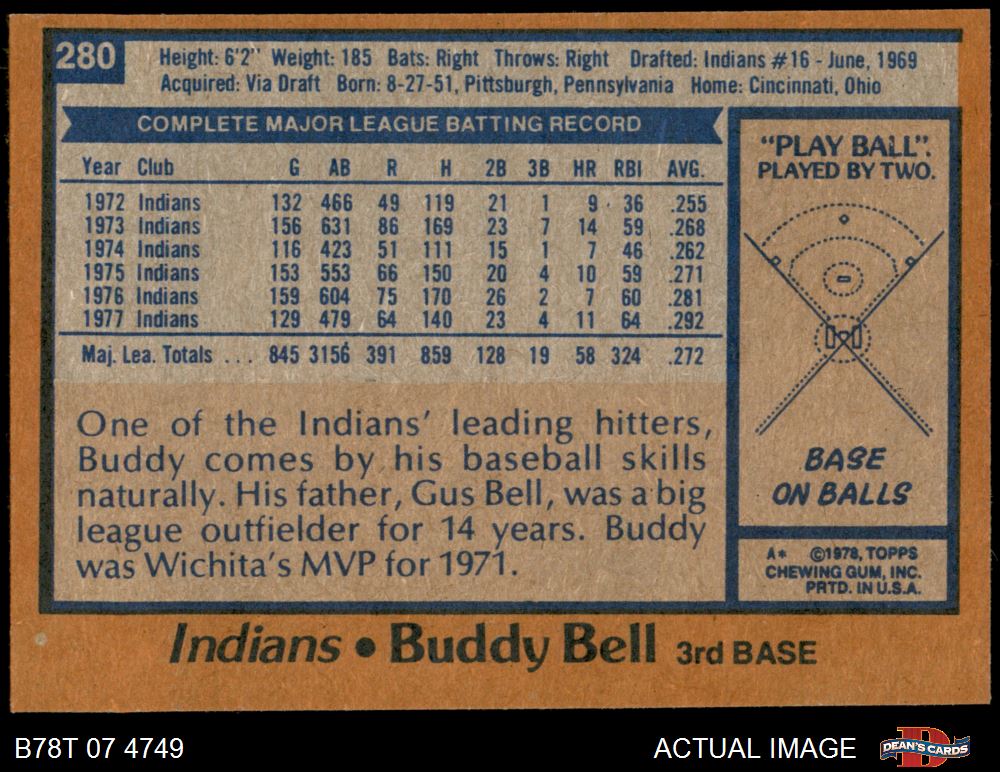 280
Height: 6'2" Weight: 185 Bats: Right Throws: Right Drafted: Indians #16 - June, 1969
Acquired: Via Draft Born: 8-27-51, Pittsburgh, Pennsylvania Home: Cincinnati, Ohio
COMPLETE MAJOR LEAGUE BATTING RECORD
Year Club G AB R H 2B 3B HR RBI AVG.
1972 Indians 132 466 49 119 21 1 9 36 .255
1973 Indians 156 631 86 169 23 7 14 59 .268
1974 Indians 116 423 51 111 15 1 7 46 .262
1975 Indians 153 553 66 150 20 4 10 59 .271
1976 Indians 159 604 75 170 26 2 7 60 .281
1977 Indians 129 479 64 140 23 4 11 64 .292
Maj. Lea. Totals ... 845 3156 391 859 128 19 58 324 .272
One of the Indians' leading hitters,
Buddy comes by his baseball skills
naturally. His father, Gus Bell, was a big
league outfielder for 14 years. Buddy
was Wichita's MVP for 1971.
"PLAY BALL".
PLAYED BY TWO.
BASE
ON BALLS
A* ©1978, TOPPS
CHEWING GUM, INC.
PRTD. IN U.S.A.
Indians • Buddy Bell 3rd BASE
B78T 07 4749
ACTUAL IMAGE
D
DEAN'S CARDS